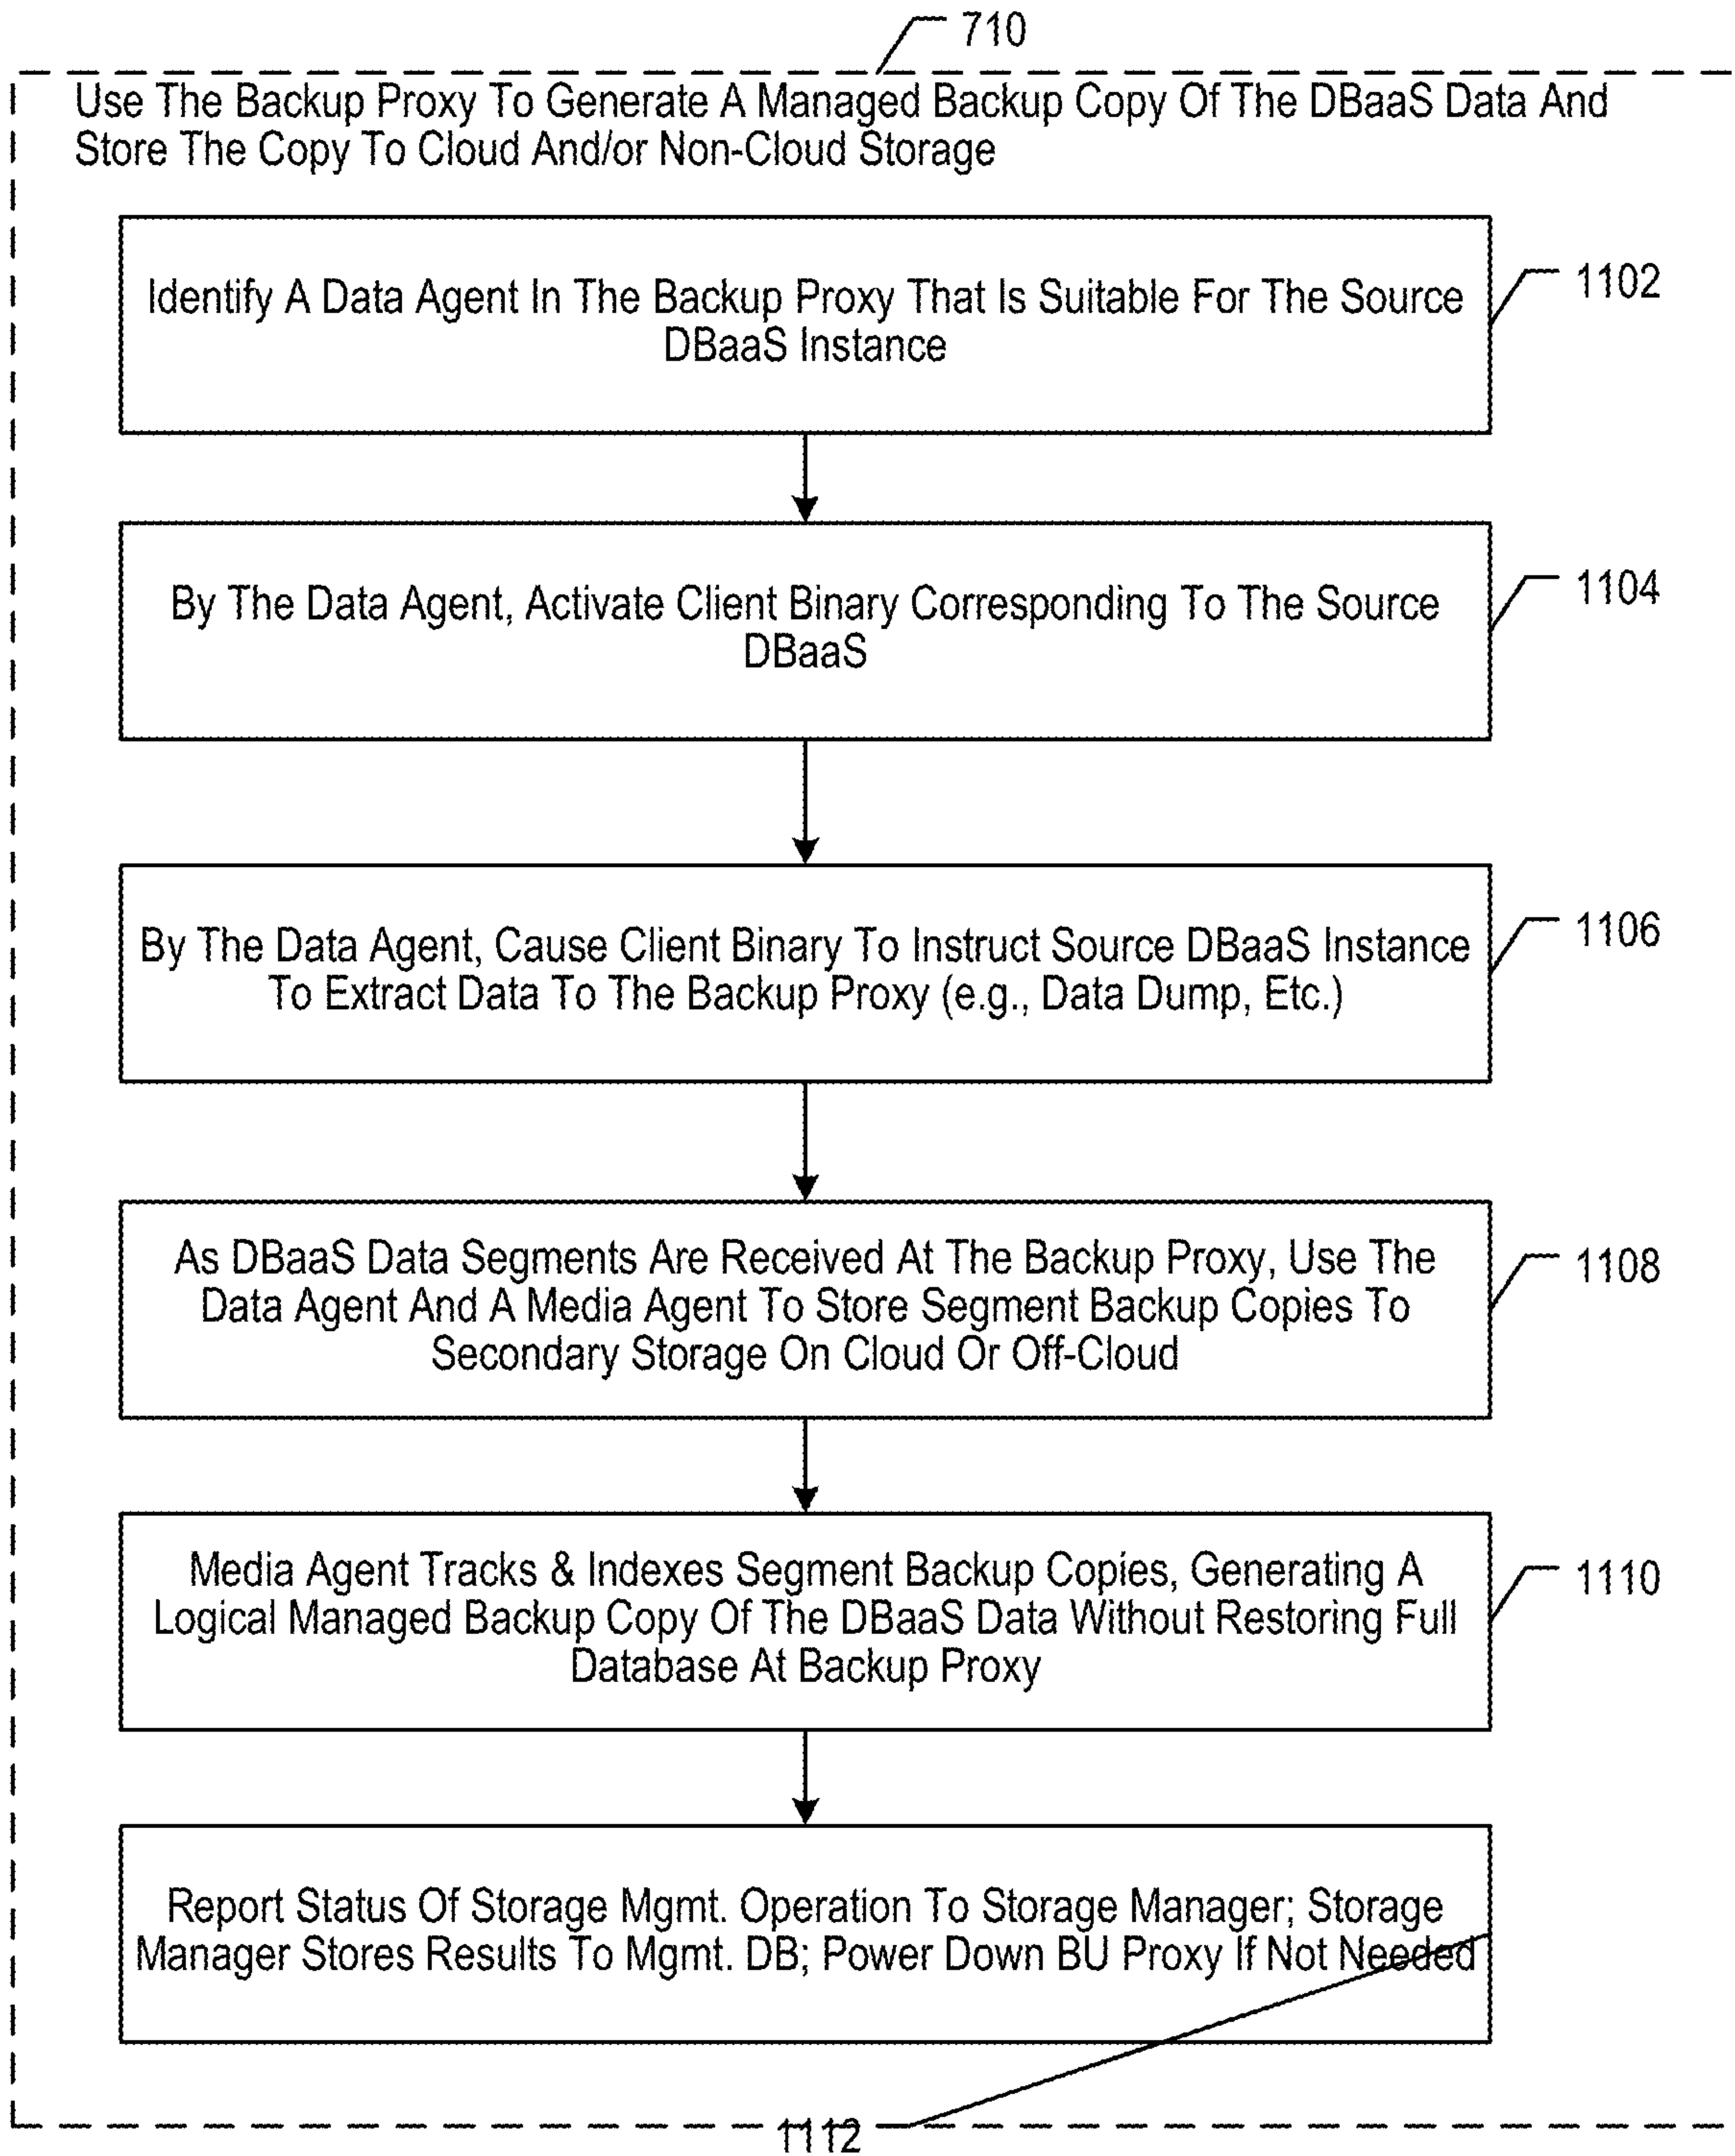 710
Use The Backup Proxy To Generate A Managed Backup Copy Of The DBaaS Data And
Store The Copy To Cloud And/or Non-Cloud Storage
Identify A Data Agent In The Backup Proxy That Is Suitable For The Source
DBaaS Instance
1102
By The Data Agent, Activate Client Binary Corresponding To The Source
DBaaS
1104
By The Data Agent, Cause Client Binary To Instruct Source DBaaS Instance
To Extract Data To The Backup Proxy (e.g., Data Dump, Etc.)
1106
As DBaaS Data Segments Are Received At The Backup Proxy, Use The
Data Agent And A Media Agent To Store Segment Backup Copies To
Secondary Storage On Cloud Or Off-Cloud
1108
Media Agent Tracks & Indexes Segment Backup Copies, Generating A
Logical Managed Backup Copy Of The DBaaS Data Without Restoring Full
Database At Backup Proxy
1110
Report Status Of Storage Mgmt. Operation To Storage Manager; Storage
Manager Stores Results To Mgmt. DB; Power Down BU Proxy If Not Needed
1112